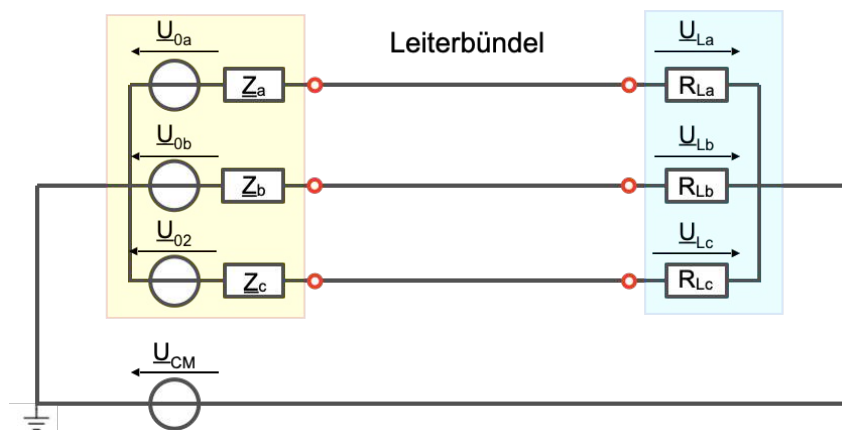 U0a
Leiterbündel
ULa
Za
RLa
U0b
ULb
Zb
RLb
U02
ULc
Zc
RLc
UCM